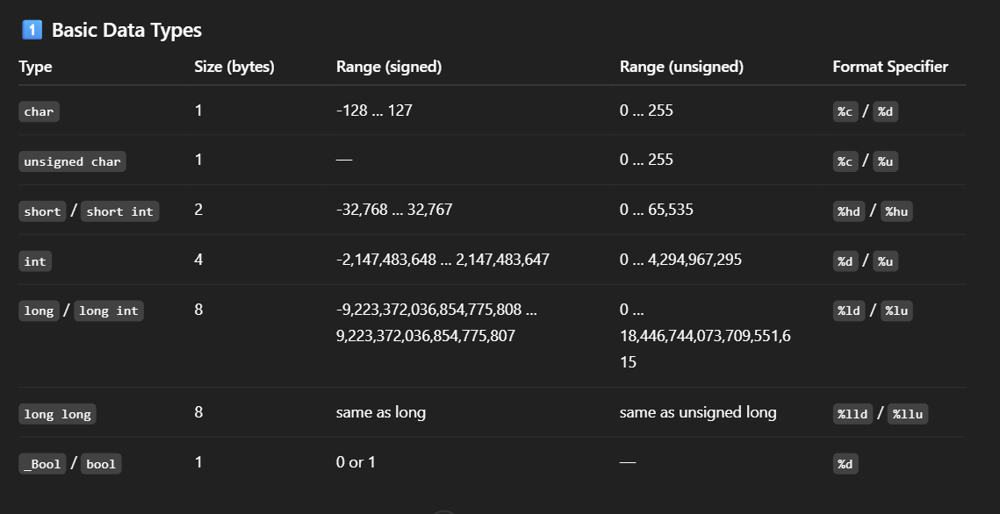 1 Basic Data Types
Type Size (bytes) Range (signed) Range (unsigned) Format Specifier
char 1 -128 … 127 0 … 255 %c / %d
unsigned char 1 — 0 … 255 %c / %u
short / short int 2 -32,768 … 32,767 0 … 65,535 %hd / %hu
int 4 -2,147,483,648 … 2,147,483,647 0 … 4,294,967,295 %d / %u
long / long int 8 -9,223,372,036,854,775,808 … 0 … %ld / %lu
9,223,372,036,854,775,807 18,446,744,073,709,551,6
15
long long 8 same as long same as unsigned long %lld / %llu
_Bool / bool 1 0 or 1 — %d